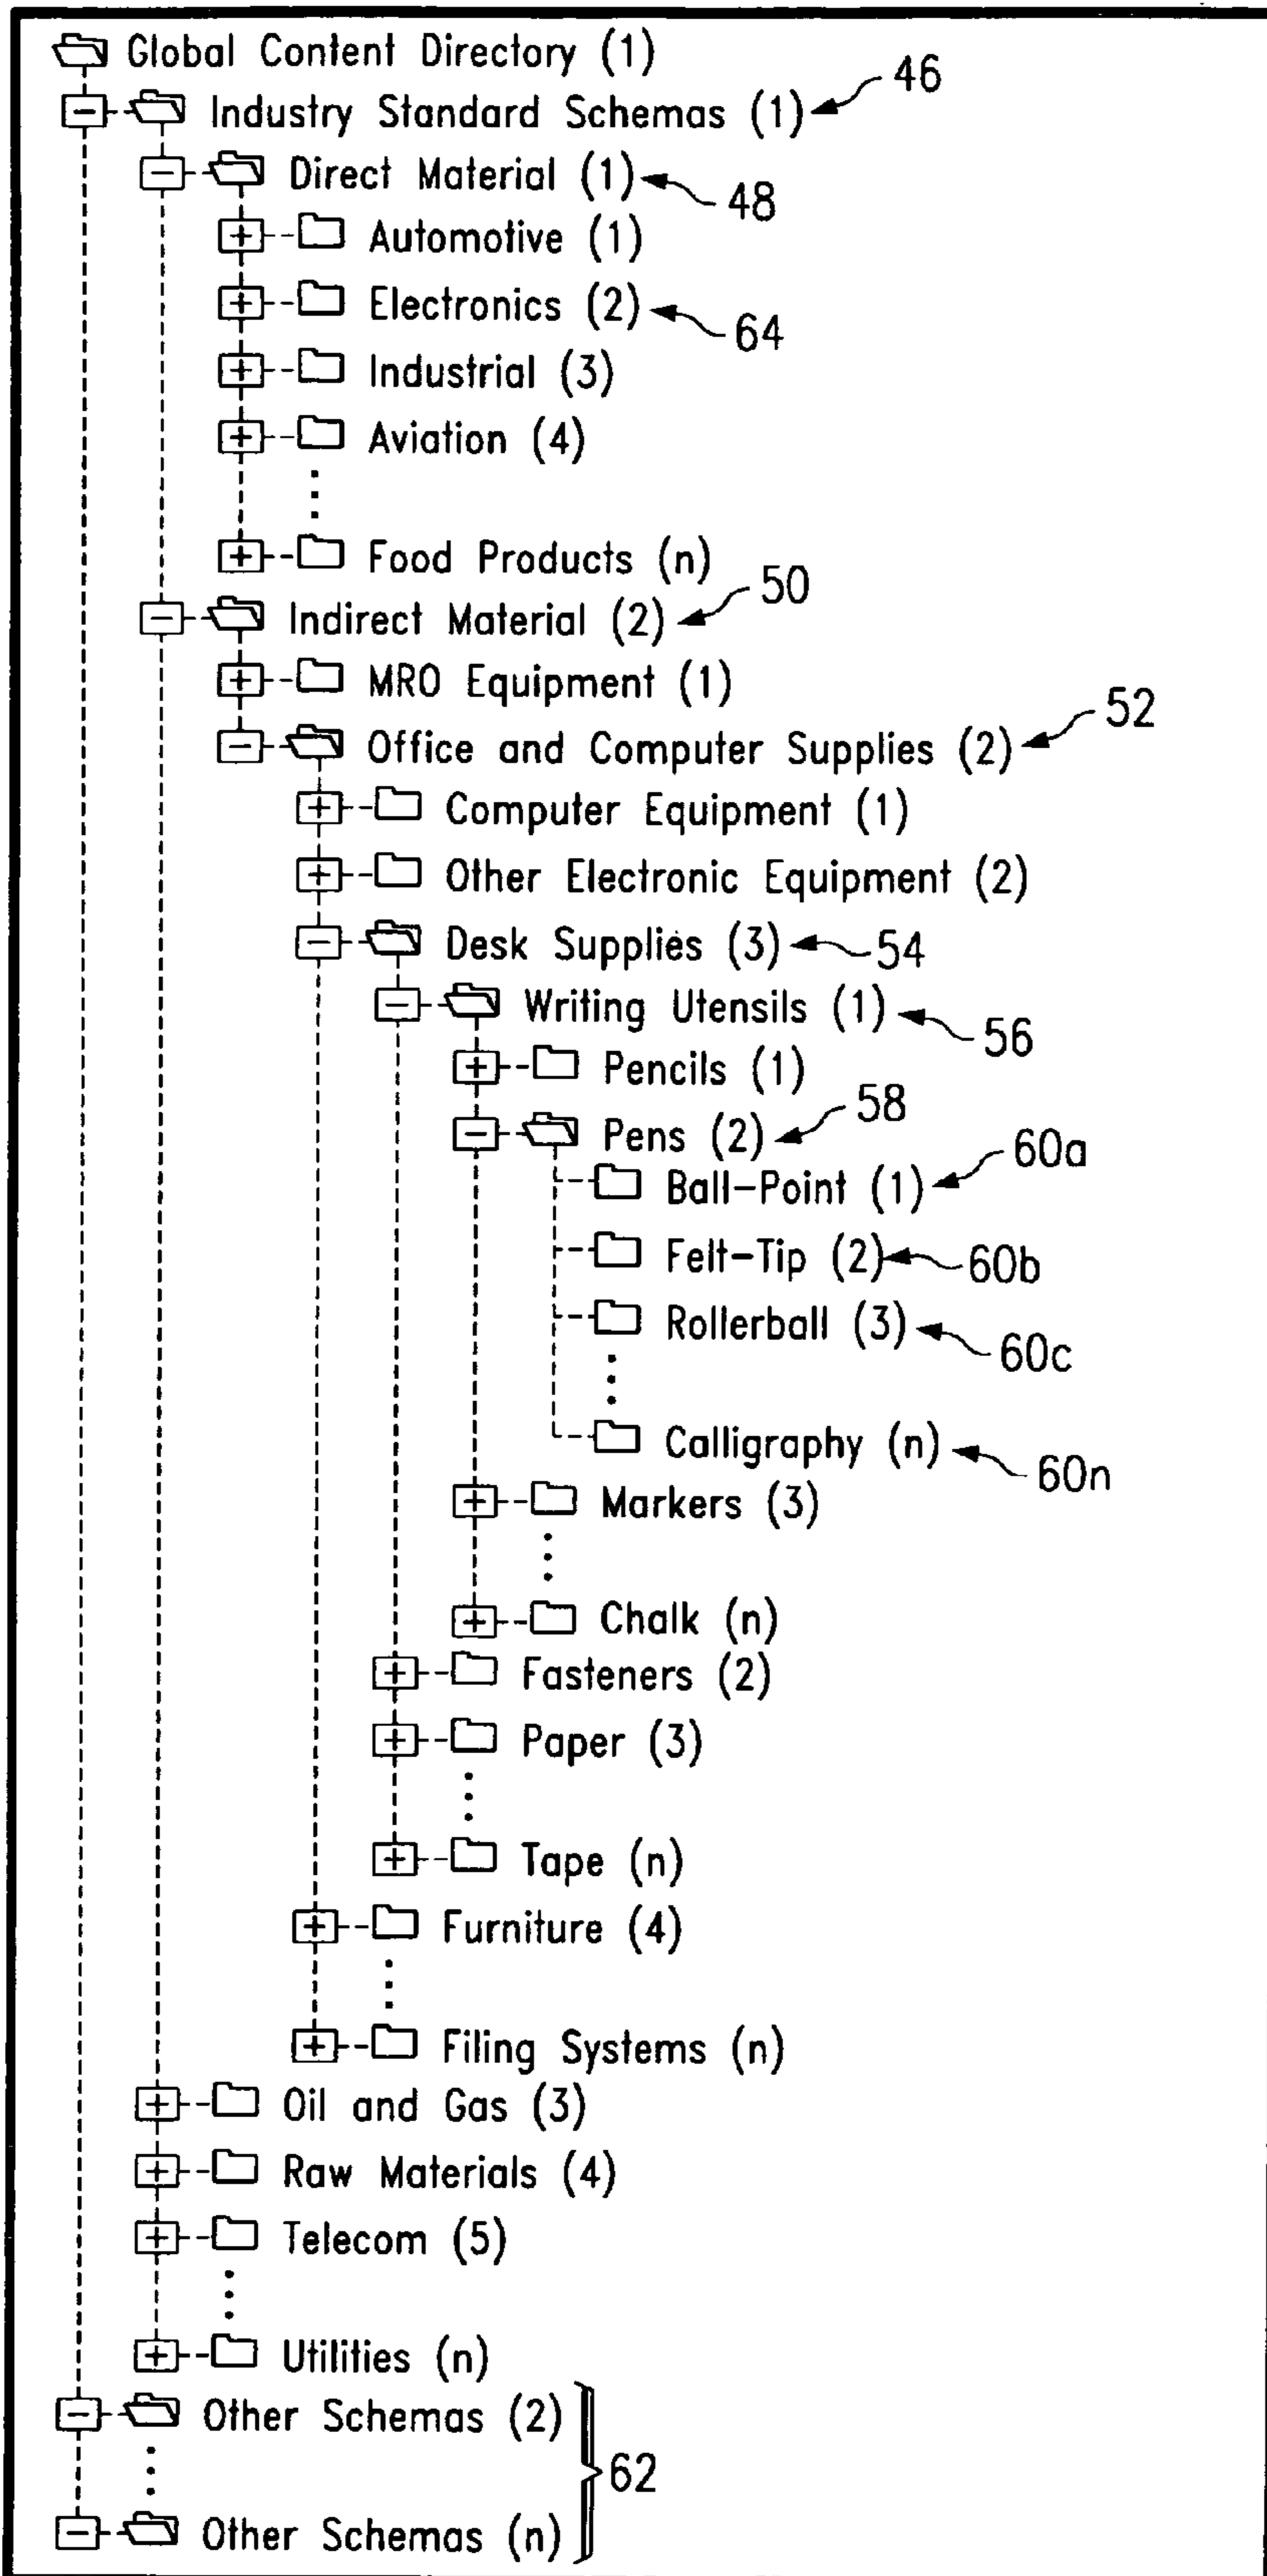 Global Content Directory (1)
Industry Standard Schemas (1) 46
Direct Material (1) 48
Automotive (1)
Electronics (2) 64
Industrial (3)
Aviation (4)
Food Products (n)
Indirect Material (2) 50
MRO Equipment (1)
Office and Computer Supplies (2) 52
Computer Equipment (1)
Other Electronic Equipment (2)
Desk Supplies (3) 54
Writing Utensils (1) 56
Pencils (1)
Pens (2) 58
Ball-Point (1) 60a
Felt-Tip (2) 60b
Rollerball (3) 60c
Calligraphy (n) 60n
Markers (3)
Chalk (n)
Fasteners (2)
Paper (3)
Tape (n)
Furniture (4)
Filing Systems (n)
Oil and Gas (3)
Raw Materials (4)
Telecom (5)
Utilities (n)
Other Schemas (2)
62
Other Schemas (n)